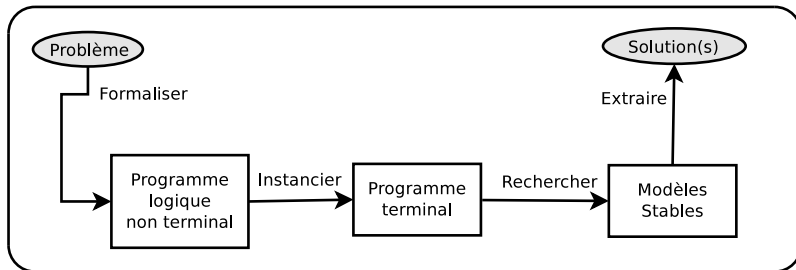 Problème
Solution(s)
Formaliser
Extraire
Programme
logique
non terminal
Instancier
Programme
terminal
Rechercher
Modèles
Stables